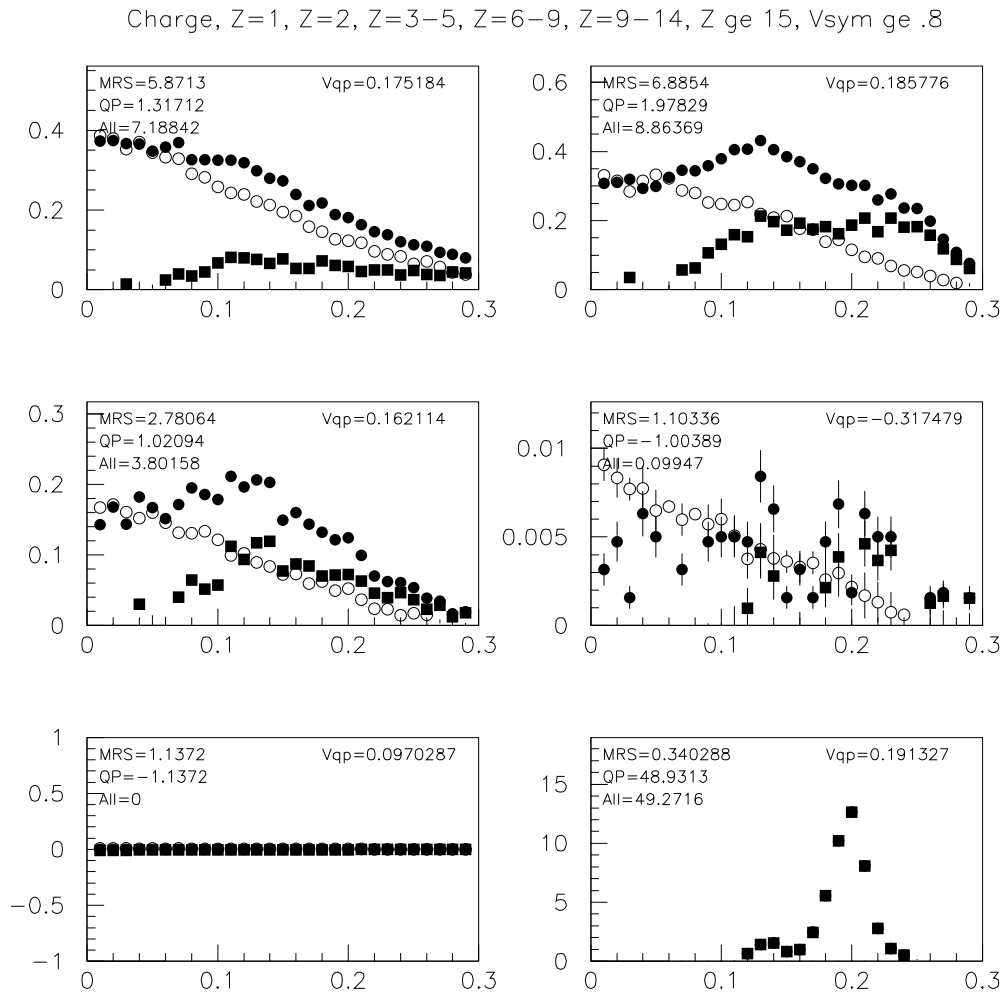 Charge, Z=1, Z=2, Z=3-5, Z=6-9, Z=9-14, Z ge 15, Vsym ge .8
MRS=5.8713 Vqp=0.175184
QP=1.31712
All=7.18842
0.4
0.2
0
0 0.1 0.2 0.3
MRS=6.8854 Vqp=0.185776
QP=1.97829
All=8.86369
0.6
0.4
0.2
0
0 0.1 0.2 0.3
MRS=2.78064 Vqp=0.162114
QP=1.02094
All=3.80158
0.3
0.2
0.1
0
0 0.1 0.2 0.3
MRS=1.10336 Vqp=-0.317479
QP=-1.00389
All=0.09947
0.01
0.005
0
0 0.1 0.2 0.3
MRS=1.1372 Vqp=0.0970287
QP=-1.1372
All=0
1
0.5
0
-0.5
-1
0 0.1 0.2 0.3
MRS=0.340288 Vqp=0.191327
QP=48.9313
All=49.2716
15
10
5
0
0 0.1 0.2 0.3